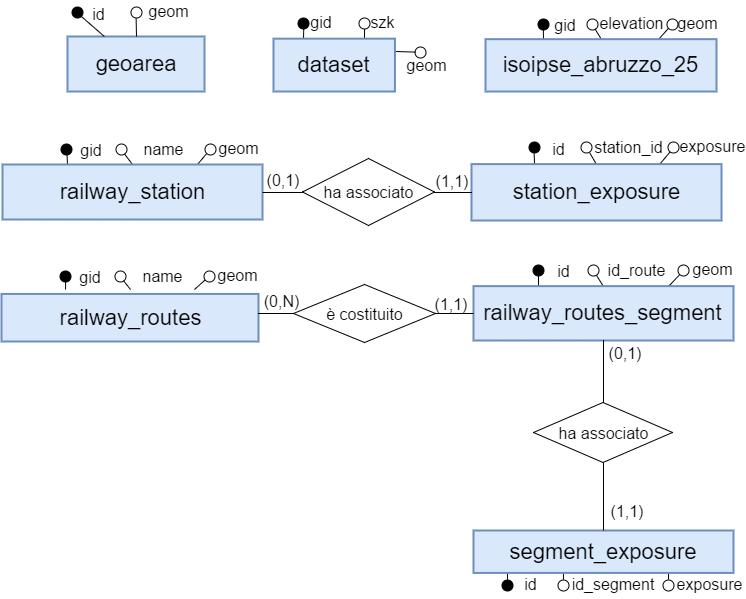 id geom
geoarea
gid szk
geom
dataset
gid elevation geom
isoipse_abruzzo_25
gid name geom
railway_station
(0,1) ha associato (1,1)
id station_id exposure
station_exposure
gid name geom
railway_routes
(0,N) è costituito (1,1)
id id_route geom
railway_routes_segment
(0,1)
ha associato
(1,1)
segment_exposure
id id_segment exposure